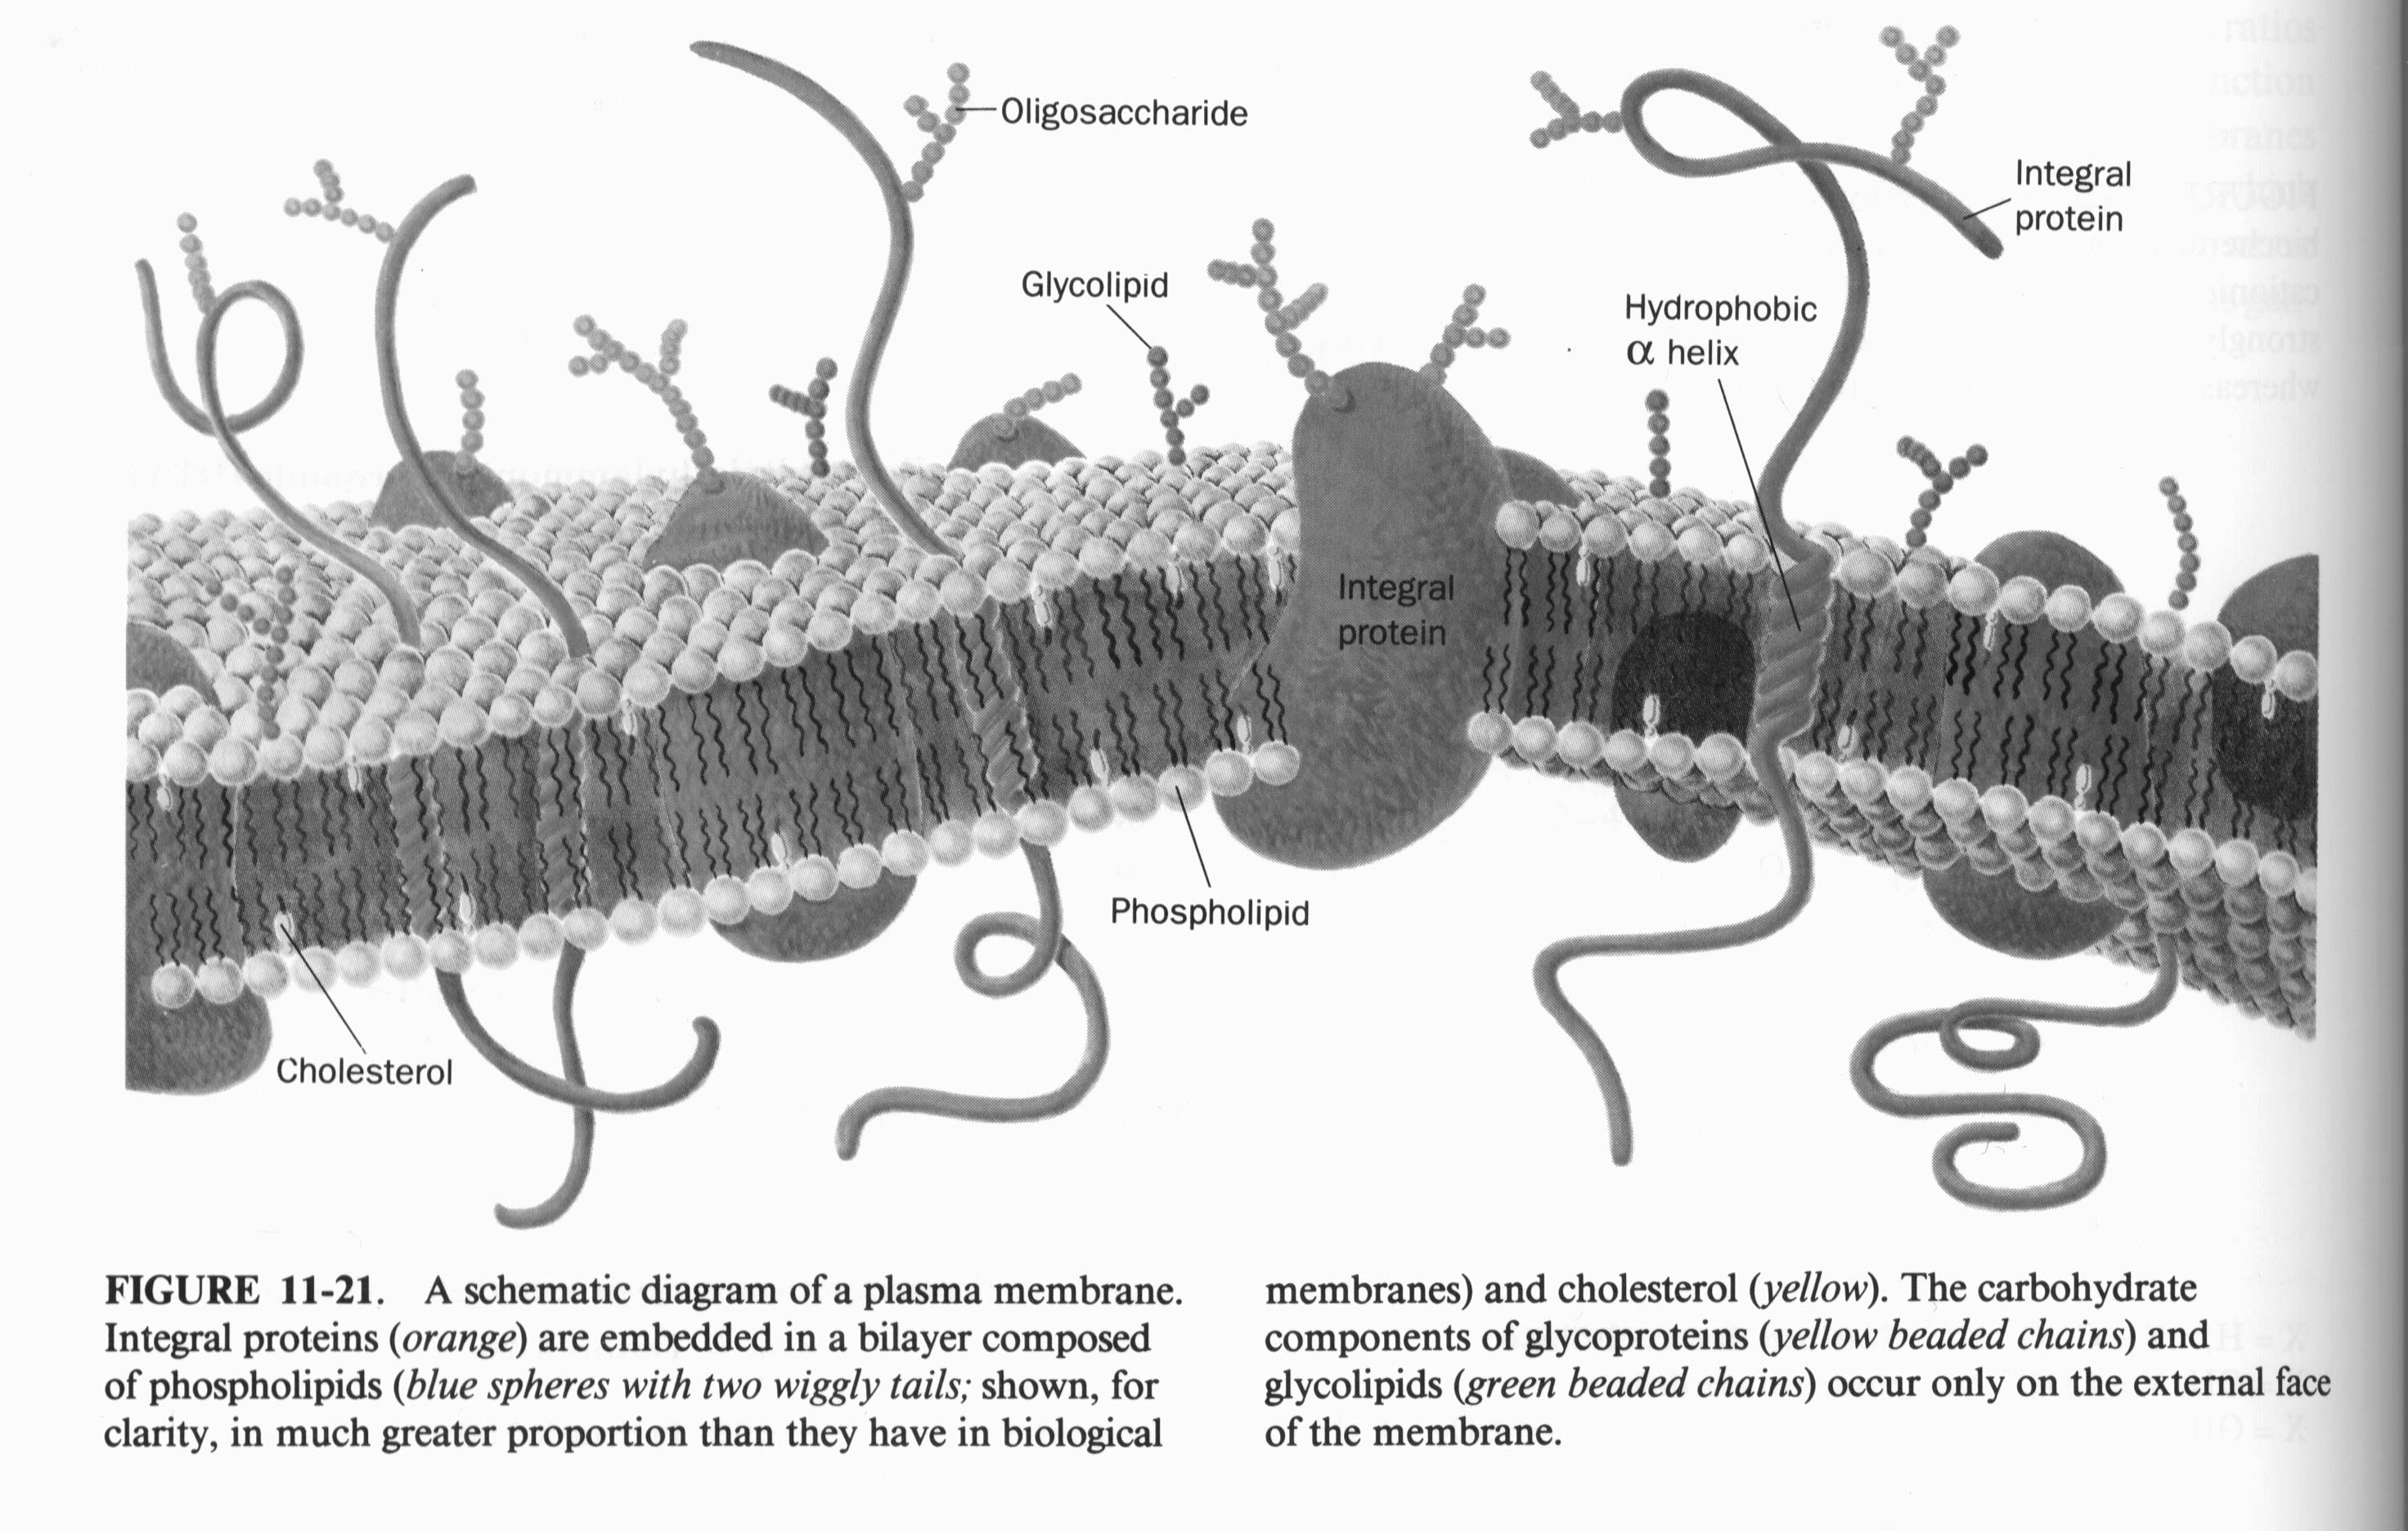 Oligosaccharide
Integral
protein
Glycolipid
Hydrophobic
α helix
Integral
protein
Phospholipid
Cholesterol
FIGURE 11-21. A schematic diagram of a plasma membrane.
Integral proteins (orange) are embedded in a bilayer composed
of phospholipids (blue spheres with two wiggly tails; shown, for
clarity, in much greater proportion than they have in biological
membranes) and cholesterol (yellow). The carbohydrate
components of glycoproteins (yellow beaded chains) and
glycolipids (green beaded chains) occur only on the external face
of the membrane.